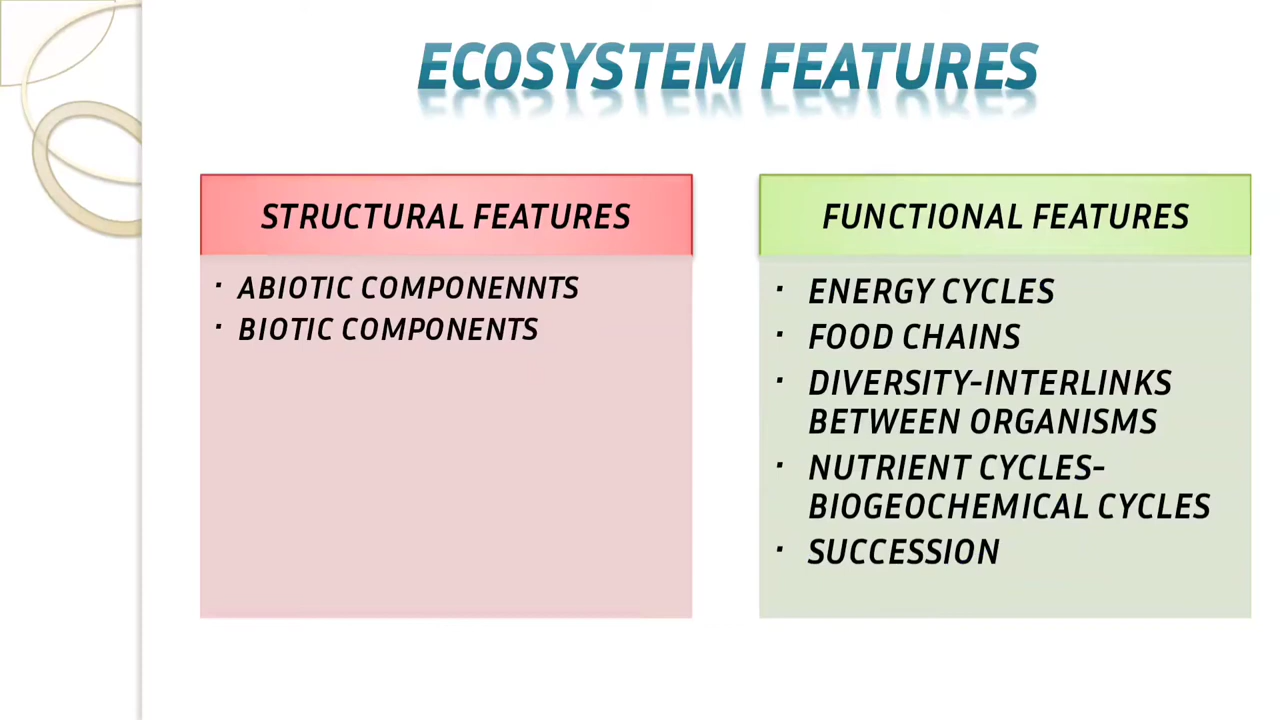 ECOSYSTEM FEATURES
STRUCTURAL FEATURES
· ABIOTIC COMPONENNTS
· BIOTIC COMPONENTS
FUNCTIONAL FEATURES
· ENERGY CYCLES
· FOOD CHAINS
· DIVERSITY-INTERLINKS
BETWEEN ORGANISMS
· NUTRIENT CYCLES-
BIOGEOCHEMICAL CYCLES
· SUCCESSION